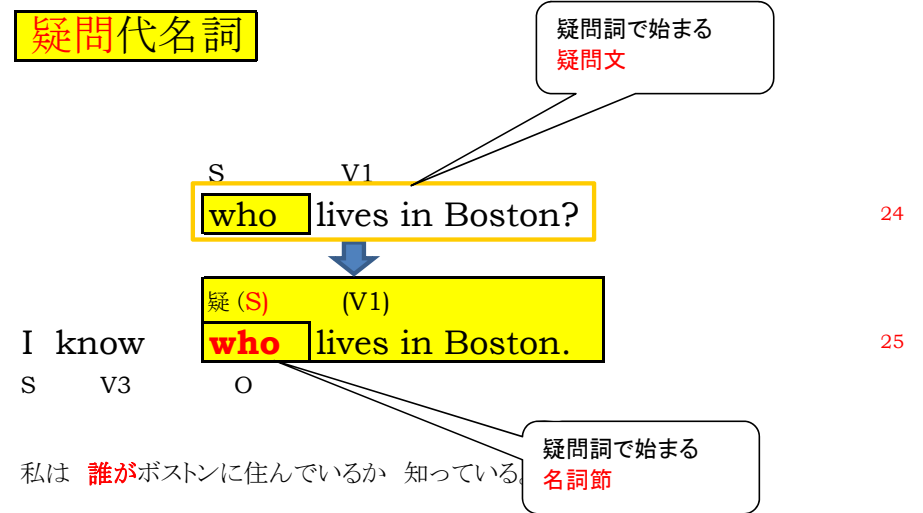 疑問代名詞
疑問詞で始まる
疑問文
S V1
who lives in Boston?
24
疑 (S) (V1)
I know who lives in Boston.
25
S V3 O
疑問詞で始まる
名詞節
私は 誰がボストンに住んでいるか 知っている。